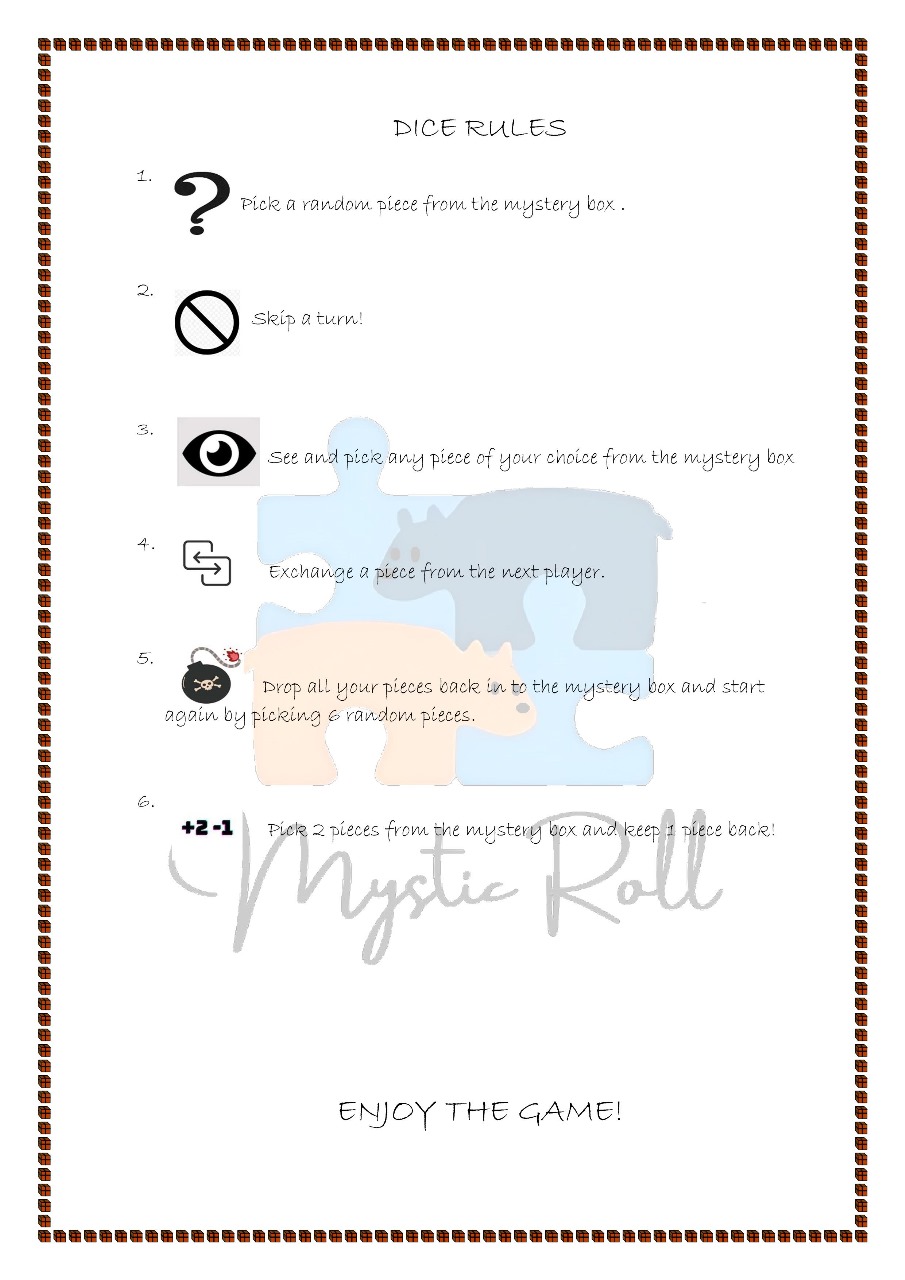 DICE RULES
1.
? Pick a random piece from the mystery box .
2.
Skip a turn!
3.
See and pick any piece of your choice from the mystery box
4.
Exchange a piece from the next player.
5.
Drop all your pieces back in to the mystery box and start
again by picking 6 random pieces.
6.
+2 -1 Pick 2 pieces from the mystery box and keep 1 piece back!
Mystic Roll
ENJOY THE GAME!